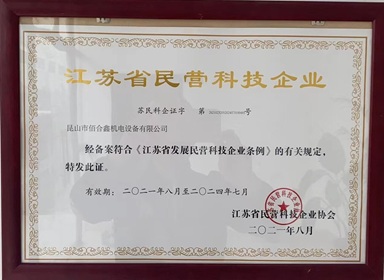 江苏省民营科技企业
苏民科企证字 第 号
昆山市佰合鑫机电设备有限公司
经备案符合《江苏省发展民营科技企业条例》的有关规定，
特发此证。
有效期：二〇二一年八月至二〇二四年七月
江苏省民营科技企业协会
二〇二一年八月